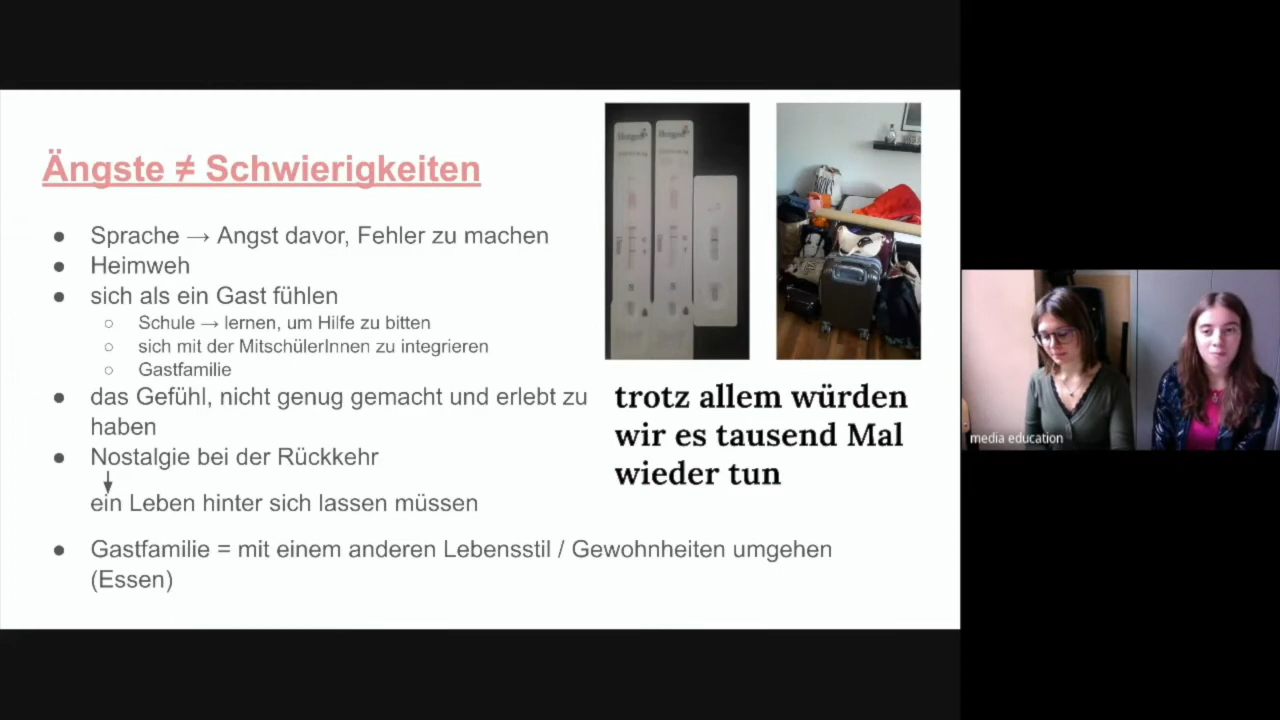 Ängste ≠ Schwierigkeiten
● Sprache → Angst davor, Fehler zu machen
● Heimweh
● sich als ein Gast fühlen
○ Schule → lernen, um Hilfe zu bitten
○ sich mit der MitschülerInnen zu integrieren
○ Gastfamilie
● das Gefühl, nicht genug gemacht und erlebt zu
haben
● Nostalgie bei der Rückkehr
↓
ein Leben hinter sich lassen müssen
● Gastfamilie = mit einem anderen Lebensstil / Gewohnheiten umgehen
(Essen)
trotz allem würden
wir es tausend Mal
wieder tun
media education